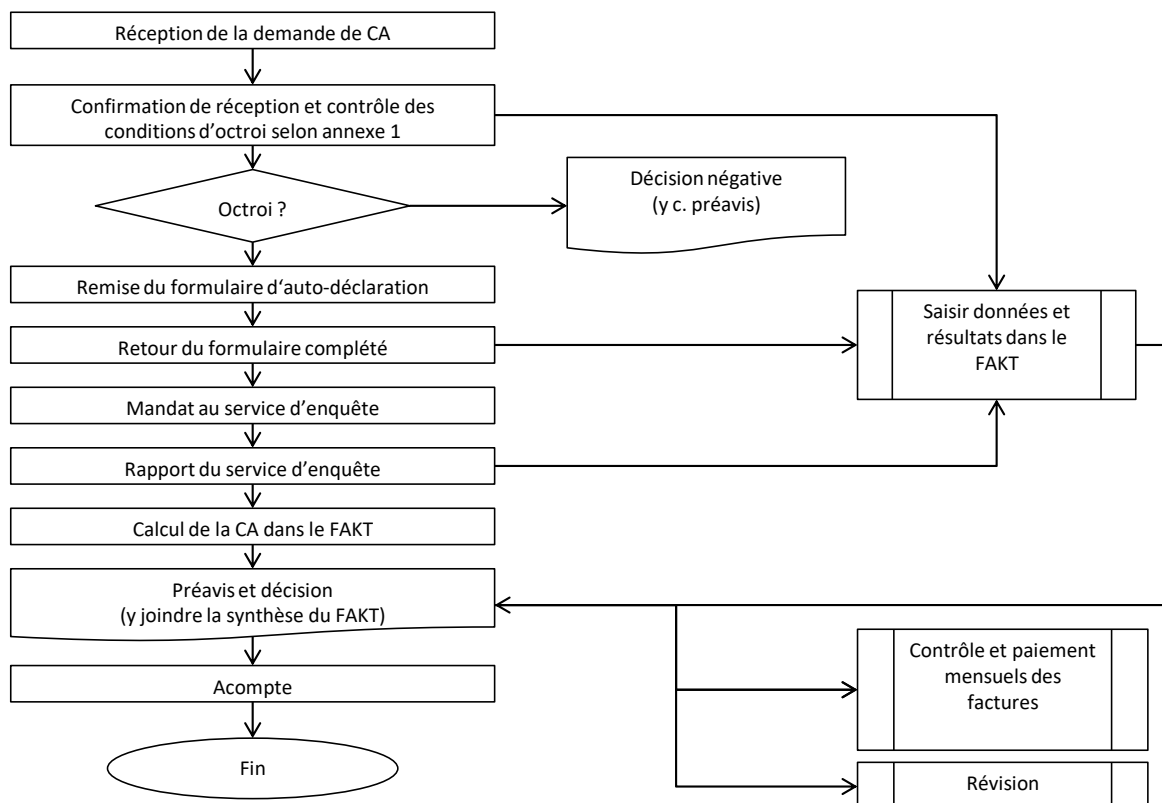 Réception de la demande de CA
Confirmation de réception et contrôle des
conditions d'octroi selon annexe 1
Décision négative
(y c. préavis)
Octroi ?
Remise du formulaire d‘auto-déclaration
Saisir données et
résultats dans le
FAKT
Retour du formulaire complété
Mandat au service d'enquête
Rapport du service d'enquête
Calcul de la CA dans le FAKT
Préavis et décision
(y joindre la synthèse du FAKT)
Contrôle et paiement
mensuels des
factures
Acompte
Fin
Révision